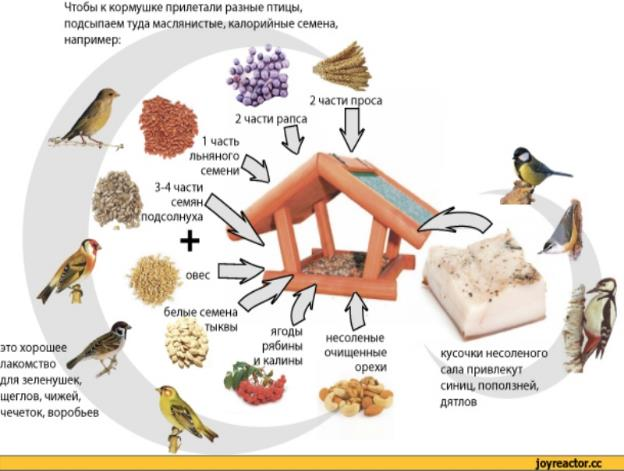 Чтобы к кормушке прилетали разные птицы,
подсыпаем туда маслянистые, калорийные семена,
например:
2 части проса
2 части рапса
1 часть
льняного
семени
3-4 части
семян
подсолнуха
+
овес
белые семена
тыквы
ягоды
рябины
и калины
несоленые
очищенные
орехи
это хорошее
лакомство
для зеленушек,
щеглов, чижей,
чечеток, воробьев
кусочки несоленого
сала привлекут
синиц, поползней,
дятлов
joyreactor.cc